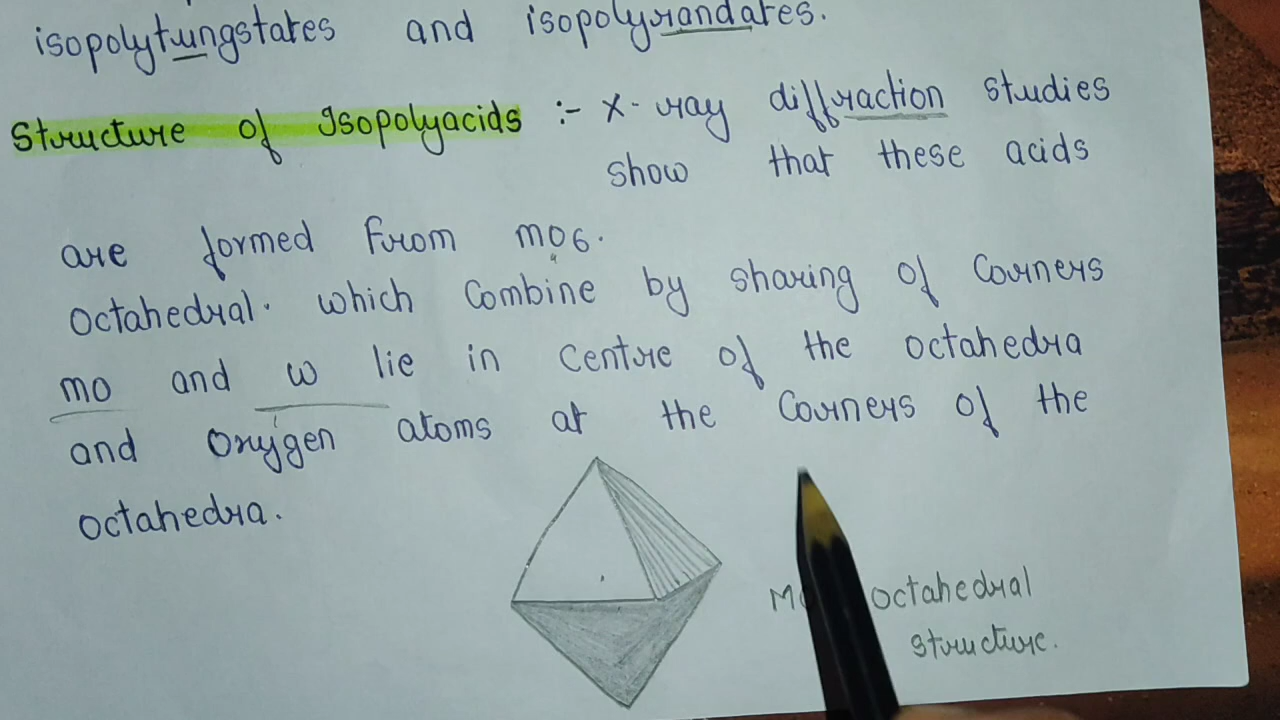 isopolytungstates and isopolyvandates.
Structure of Isopolyacids :- X-ray diffraction studies
show that these acids
are formed from mo6.
Octahedral. which Combine by sharing of Corners
mo and w lie in Centre of the octahedra
and oxygen atoms at the Corners of the
octahedra.
octahedral
structure.